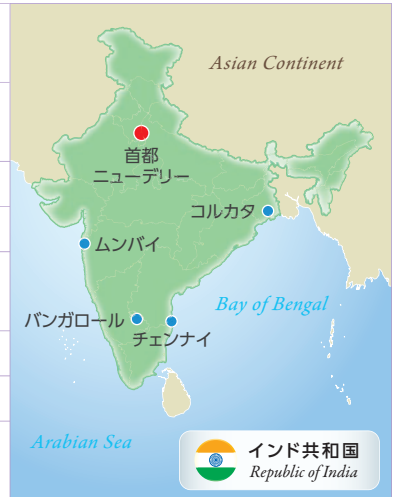 Asian Continent
首都
ニューデリー
コルカタ
ムンバイ
Bay of Bengal
バンガロール
チェンナイ
Arabian Sea
インド共和国
Republic of India